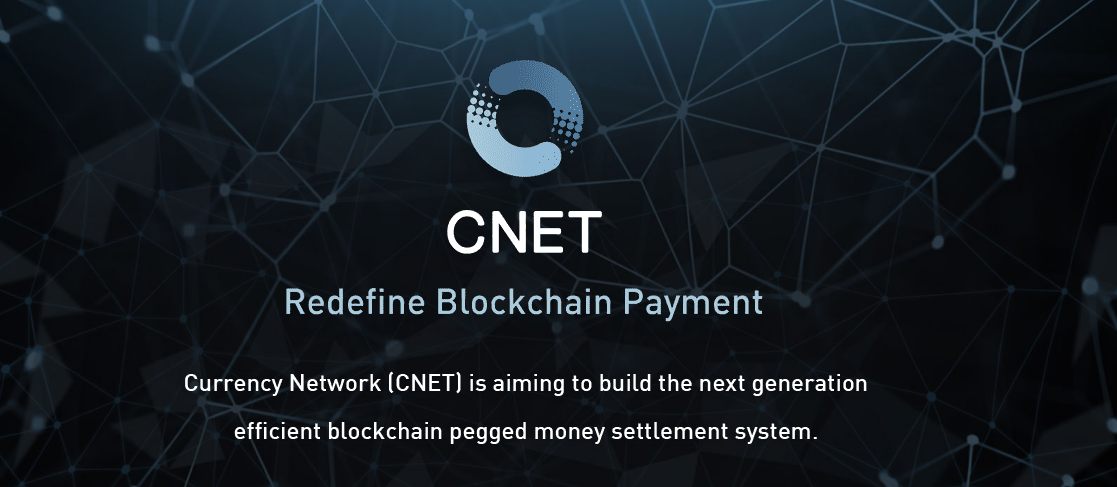 CNET
Redefine Blockchain Payment
Currency Network (CNET) is aiming to build the next generation
efficient blockchain pegged money settlement system.